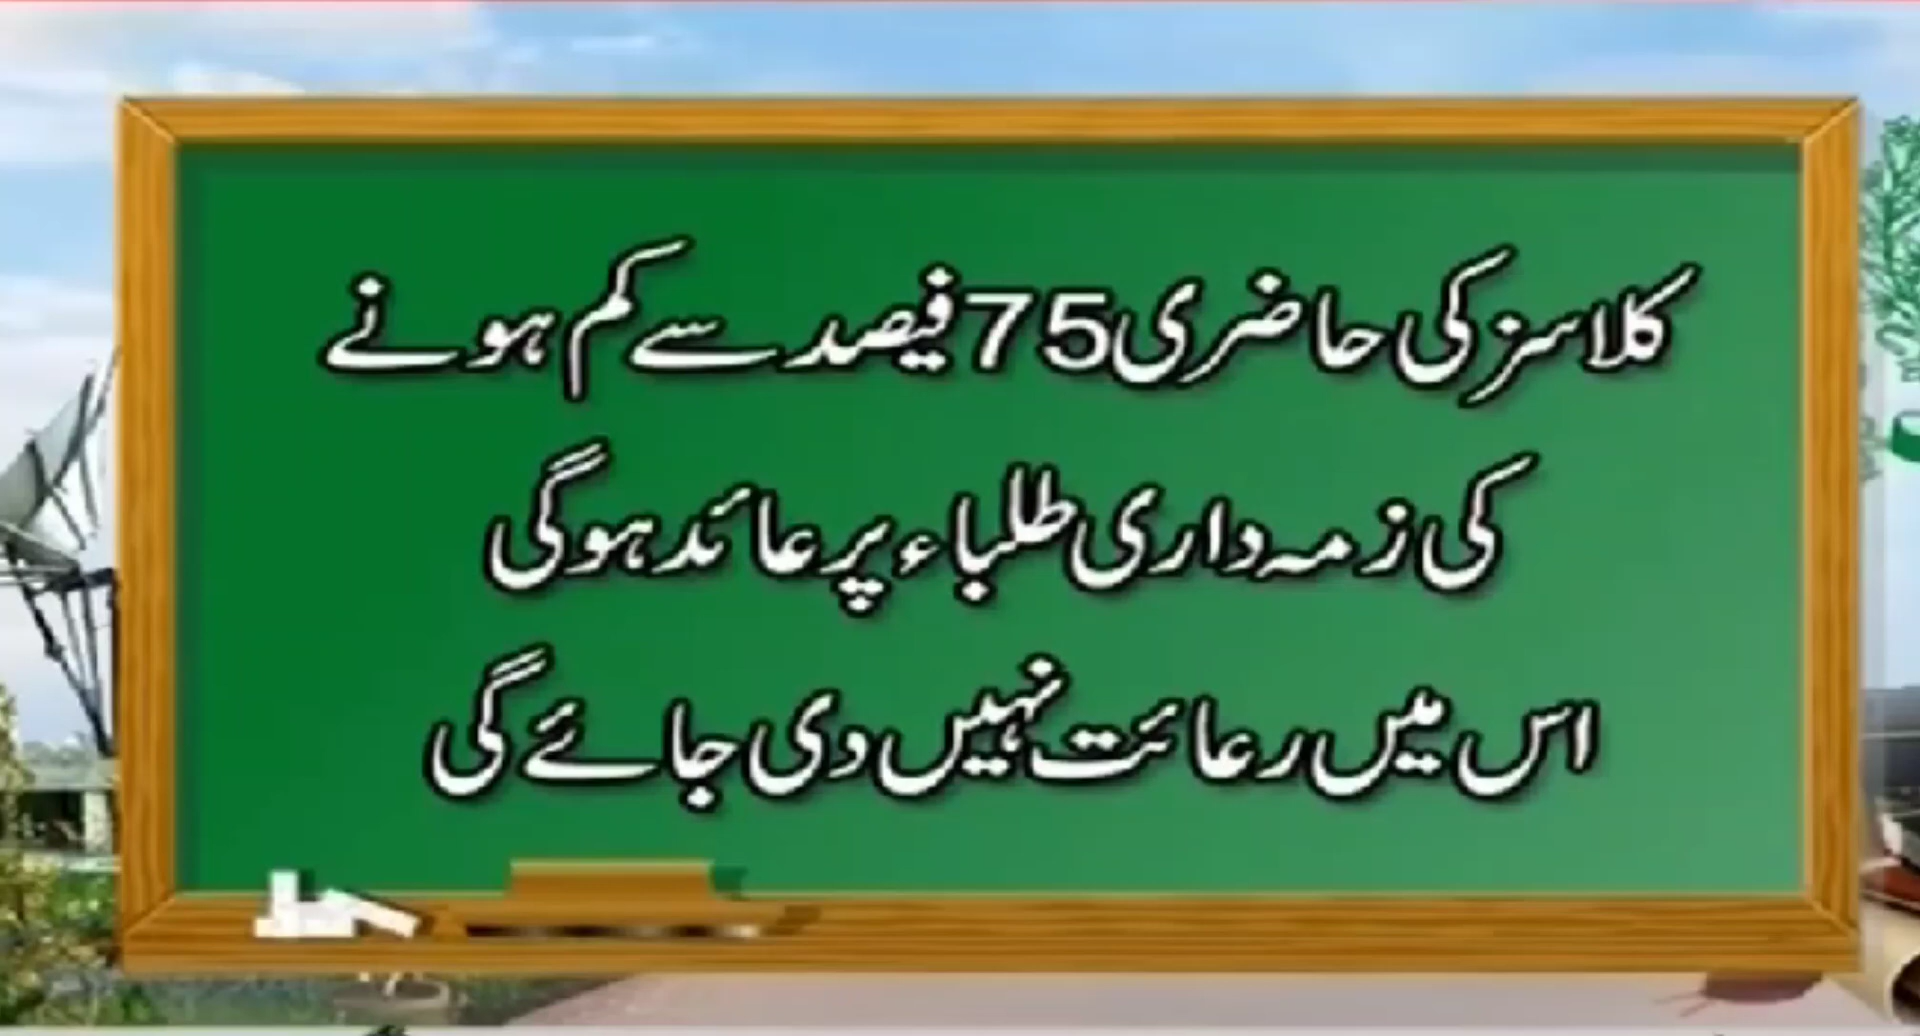 کلاسز کی حاضری 75 فیصد سے کم ہونے
کی زمہ داری طلباء پر عائد ہوگی
اس میں رعائت نہیں دی جائے گی